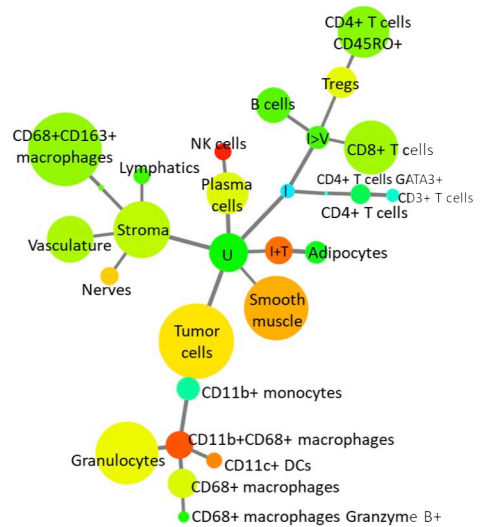 CD4+ T cells
CD45RO+
Tregs
B cells
I>V
NK cells
CD8+ T cells
CD68+CD163+
macrophages
Lymphatics
Plasma
cells
I
CD4+ T cells GATA3+
CD3+ T cells
CD4+ T cells
Stroma
Vasculature
U
I+T
Adipocytes
Nerves
Smooth
muscle
Tumor
cells
CD11b+ monocytes
CD11b+CD68+ macrophages
Granulocytes
CD11c+ DCs
CD68+ macrophages
CD68+ macrophages Granzyme B+